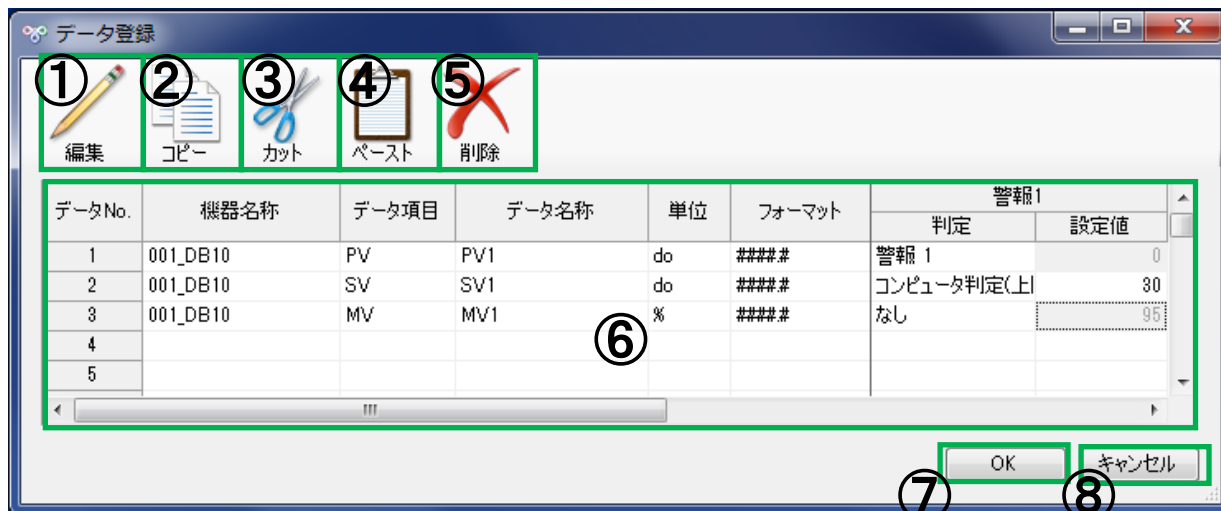 データ登録
① ② ③ ④ ⑤
編集 コピー カット ペースト 削除
データNo. 機器名称 データ項目 データ名称 単位 フォーマット 警報1
判定 設定値
1 001_DB10 PV PV1 do ####.# 警報 1 0
2 001_DB10 SV SV1 do ####.# コンピュータ判定(上 30
3 001_DB10 MV MV1 % ####.# なし 95
4 ⑥
5
OK キャンセル
⑦ ⑧